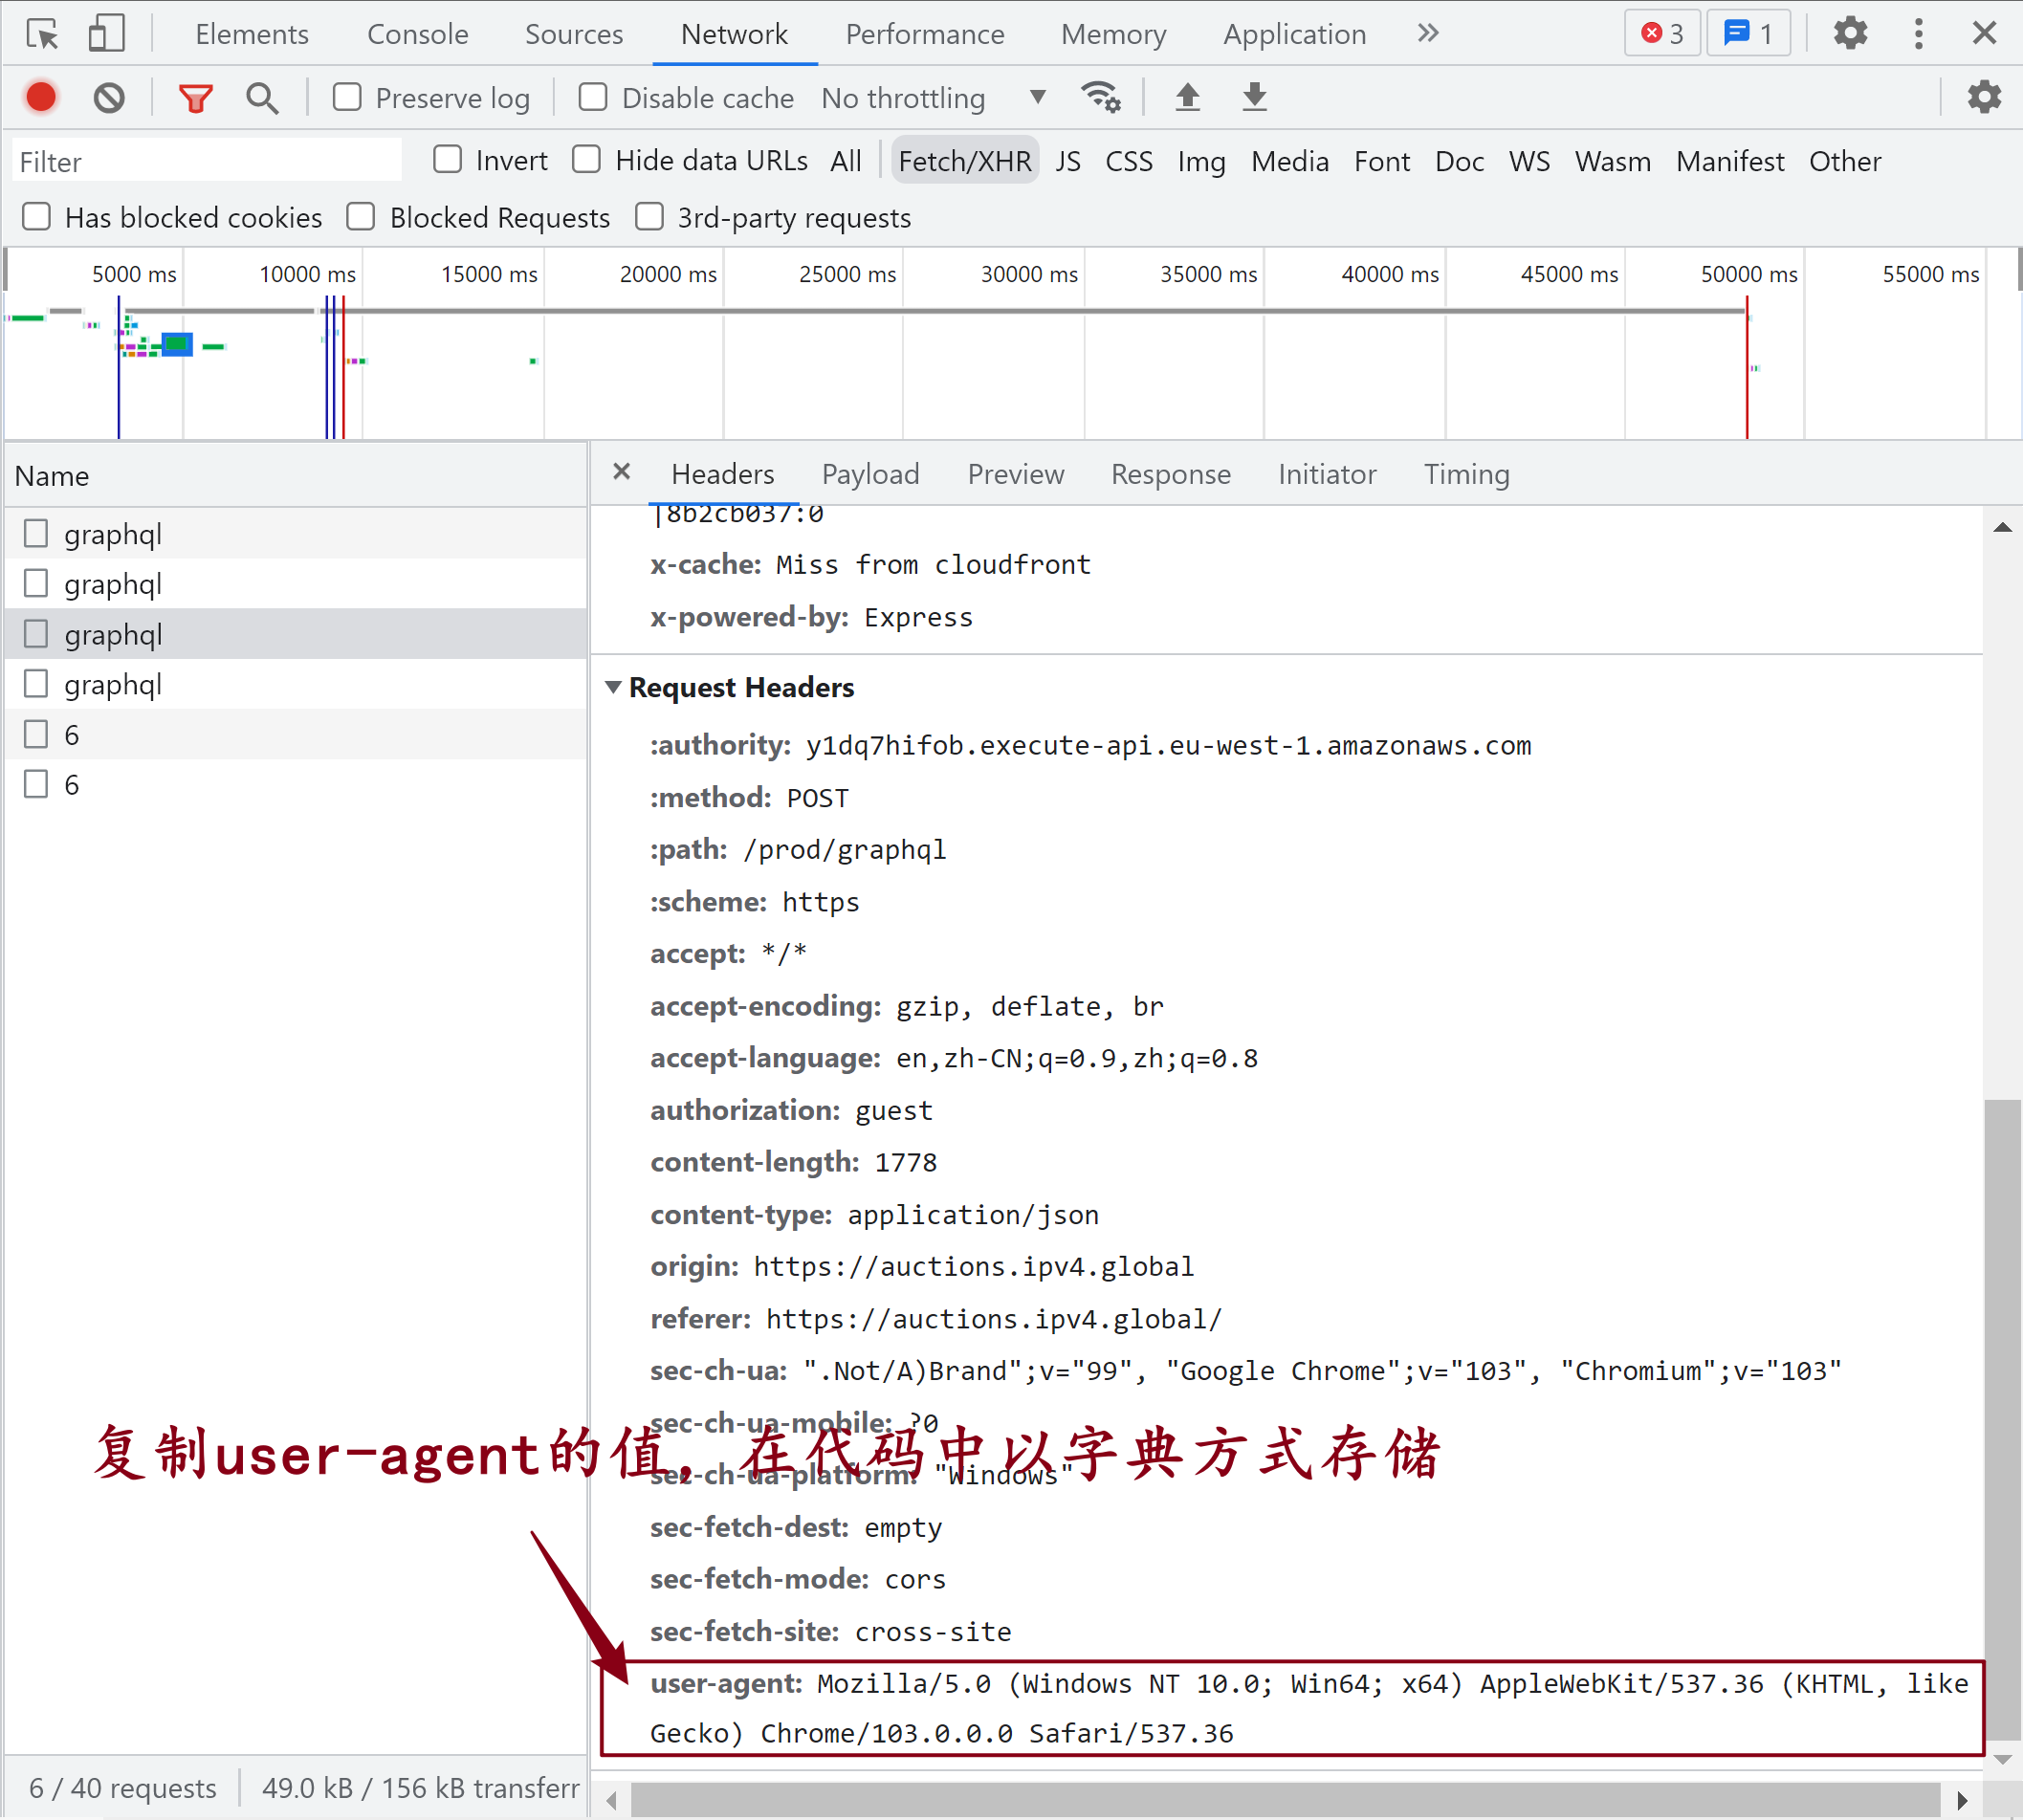 Elements Console Sources Network Performance Memory Application » 3 1
Preserve log Disable cache No throttling
Filter Invert Hide data URLs All Fetch/XHR JS CSS Img Media Font Doc WS Wasm Manifest Other
Has blocked cookies Blocked Requests 3rd-party requests
5000 ms 10000 ms 15000 ms 20000 ms 25000 ms 30000 ms 35000 ms 40000 ms 45000 ms 50000 ms 55000 ms
Name
graphql
graphql
graphql
graphql
6
6
6 / 40 requests 49.0 kB / 156 kB transferr
Headers Payload Preview Response Initiator Timing
|8b2cb037:0
x-cache: Miss from cloudfront
x-powered-by: Express
Request Headers
:authority: y1dq7hifob.execute-api.eu-west-1.amazonaws.com
:method: POST
:path: /prod/graphql
:scheme: https
accept: */*
accept-encoding: gzip, deflate, br
accept-language: en,zh-CN;q=0.9,zh;q=0.8
authorization: guest
content-length: 1778
content-type: application/json
origin: https://auctions.ipv4.global
referer: https://auctions.ipv4.global/
sec-ch-ua: ".Not/A)Brand";v="99", "Google Chrome";v="103", "Chromium";v="103"
sec-ch-ua-mobile: ?0
复制user-agent的值，在代码中以字典方式存储
sec-ch-ua-platform: "Windows"
sec-fetch-dest: empty
sec-fetch-mode: cors
sec-fetch-site: cross-site
user-agent: Mozilla/5.0 (Windows NT 10.0; Win64; x64) AppleWebKit/537.36 (KHTML, like
Gecko) Chrome/103.0.0.0 Safari/537.36